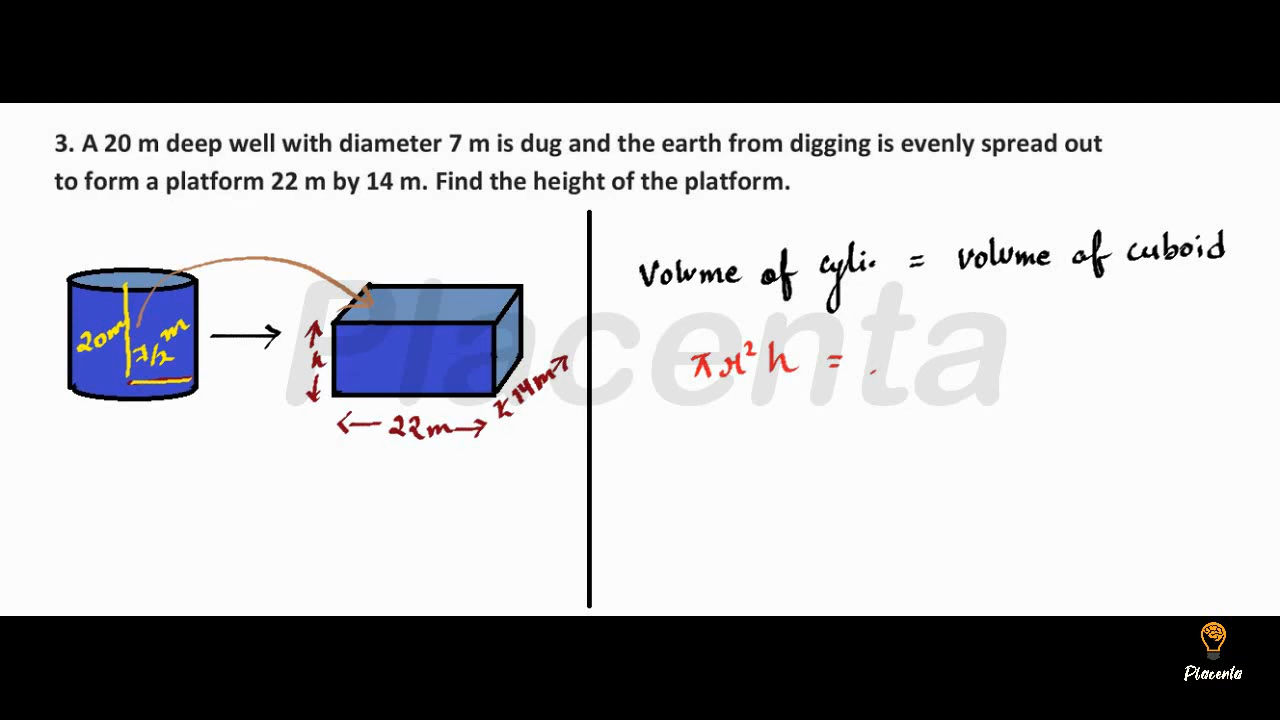 3. A 20 m deep well with diameter 7 m is dug and the earth from digging is evenly spread out
to form a platform 22 m by 14 m. Find the height of the platform.
Volume of cyli. = volume of cuboid
πr²h =
20m
7/2 m
h
22m
14m
Placenta
Placenta